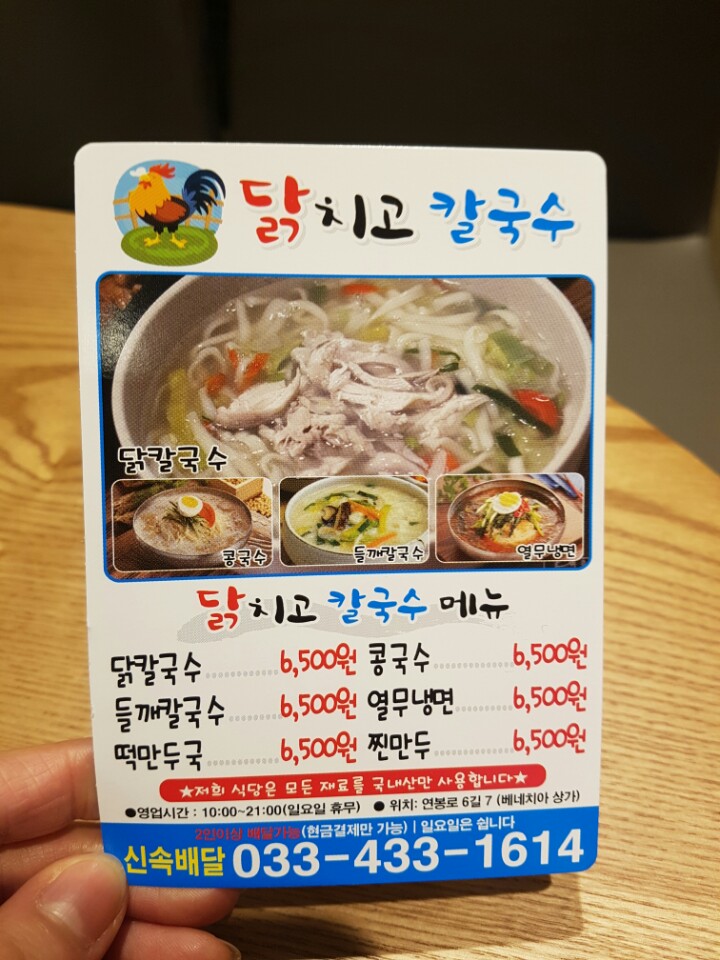 닭치고 칼국수
닭칼국수
콩국수
들깨칼국수
열무냉면
닭치고 칼국수 메뉴
닭칼국수 6,500원 콩국수 6,500원
들깨칼국수 6,500원 열무냉면 6,500원
떡만두국 6,500원 찐만두 6,500원
★저희 식당은 모든 재료를 국내산만 사용합니다★
●영업시간 : 10:00~21:00(일요일 휴무) ● 위치: 연봉로 6길 7 (베네치아 상가)
2인이상 배달가능(현금결제만 가능) | 일요일은 쉽니다
신속배달 033-433-1614